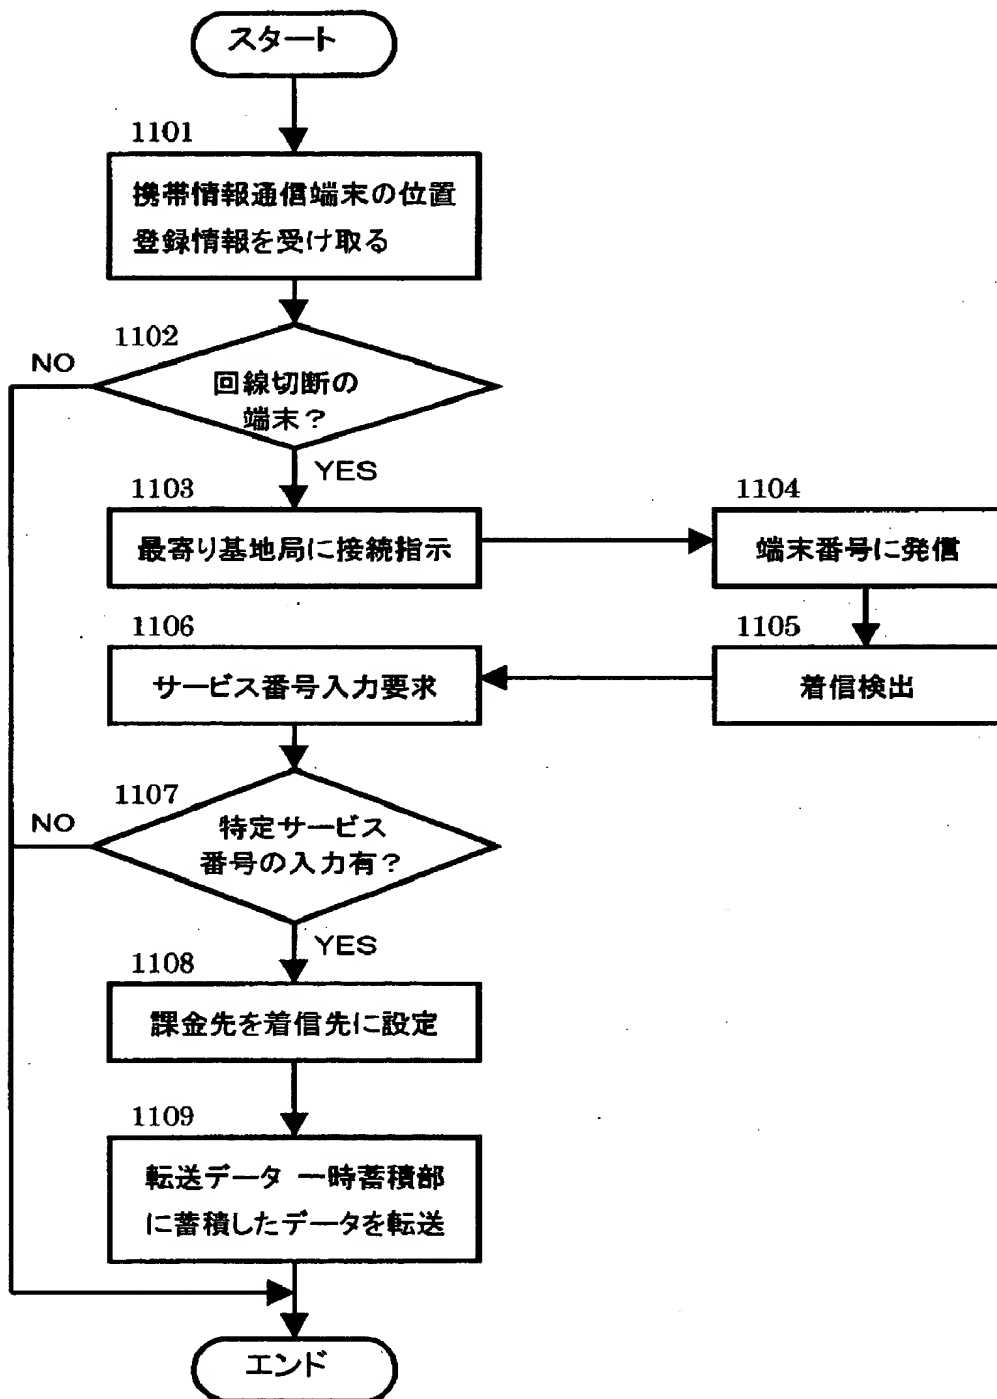 スタート
1101
携帯情報通信端末の位置
登録情報を受け取る
1102
NO
回線切断の
端末?
YES
1103
最寄り基地局に接続指示
1104
端末番号に発信
1105
着信検出
1106
サービス番号入力要求
1107
NO
特定サービス
番号の入力有?
YES
1108
課金先を着信先に設定
1109
転送データ 一時蓄積部
に蓄積したデータを転送
エンド